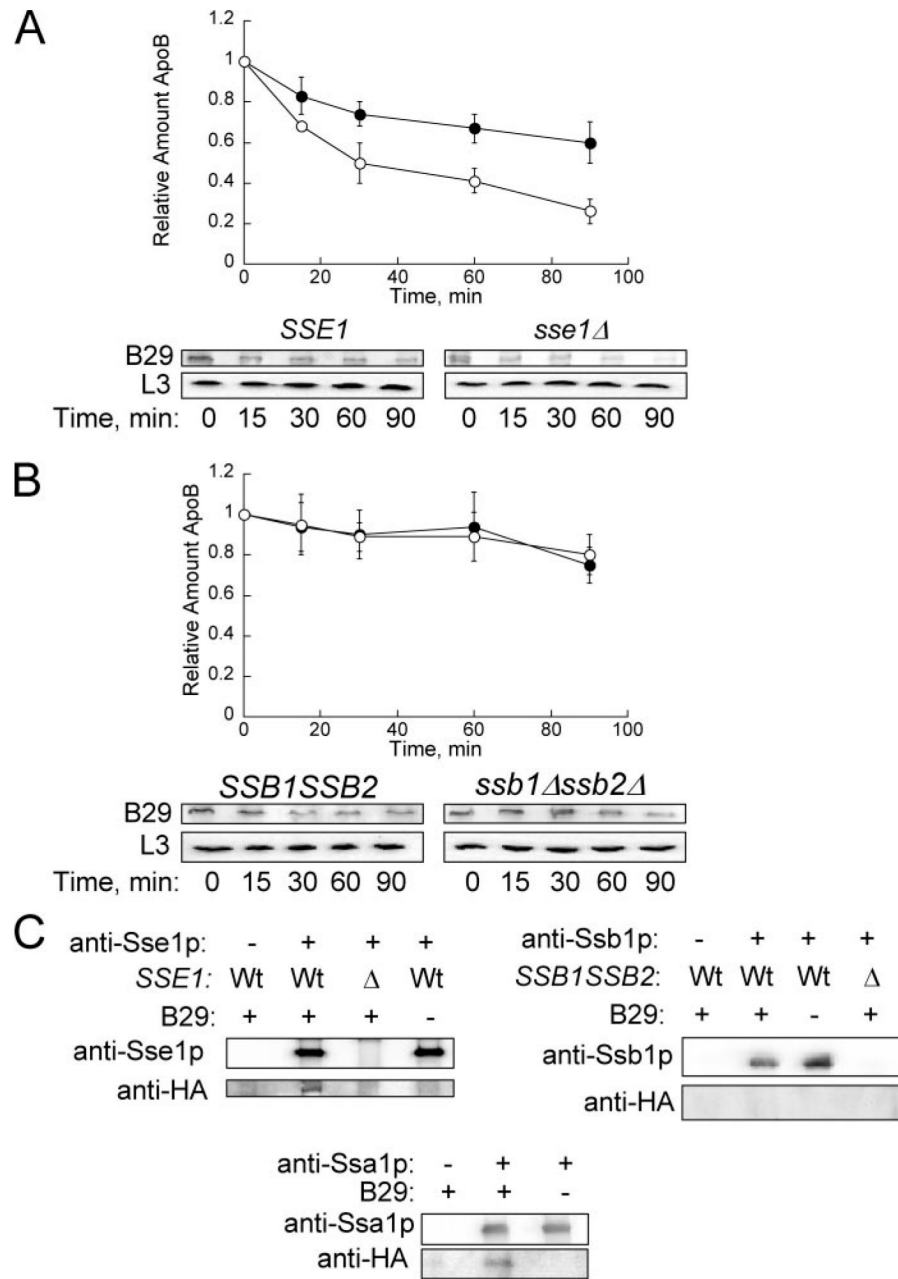 A
Relative Amount ApoB
1.2
1
0.8
0.6
0.4
0.2
0
0 20 40 60 80 100
Time, min
SSE1 sse1Δ
B29
L3
Time, min: 0 15 30 60 90 0 15 30 60 90
B
Relative Amount ApoB
1.2
1
0.8
0.6
0.4
0.2
0
0 20 40 60 80 100
Time, min
SSB1SSB2 ssb1Δssb2Δ
B29
L3
Time, min: 0 15 30 60 90 0 15 30 60 90
C
anti-Sse1p: - + + +
SSE1: Wt Wt Δ Wt
B29: + + + -
anti-Sse1p
anti-HA
anti-Ssb1p: - + + +
SSB1SSB2: Wt Wt Wt Δ
B29: + + - +
anti-Ssb1p
anti-HA
anti-Ssa1p: - + +
B29: + + -
anti-Ssa1p
anti-HA